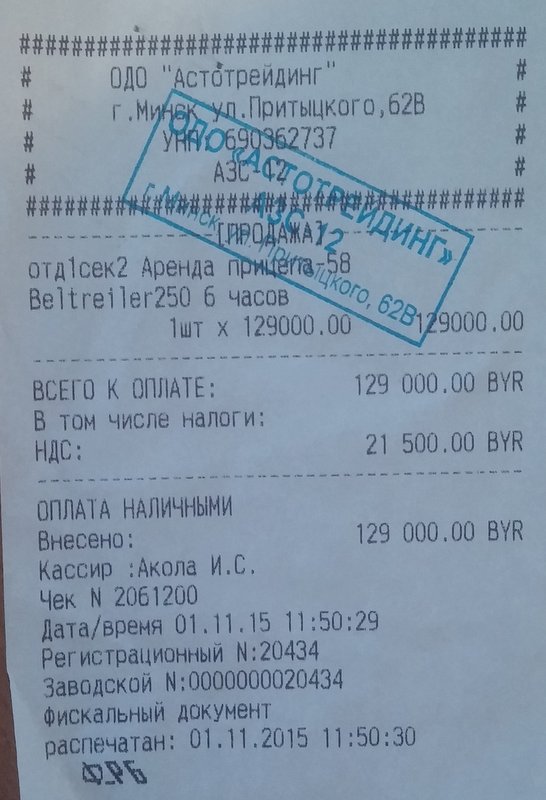 ####################################
# ОДО "Астотрейдинг" #
# г.Минск ул.Притыцкого,62В #
# УНП: 690362737 #
# АЗС 12 #
####################################
ОДО «АСТОТРЕЙДИНГ»
АЗС 12
г. Минск, ул. Притыцкого, 62В
[ПРОДАЖА]
отд1сек2 Аренда прицепа-58
Beltreiler250 6 часов
1шт x 129000.00 129000.00
ВСЕГО К ОПЛАТЕ: 129 000.00 BYR
В том числе налоги:
НДС: 21 500.00 BYR
ОПЛАТА НАЛИЧНЫМИ
Внесено: 129 000.00 BYR
Кассир :Акола И.С.
Чек N 2061200
Дата/время 01.11.15 11:50:29
Регистрационный N:20434
Заводской N:0000000020434
Фискальный документ
распечатан: 01.11.2015 11:50:30